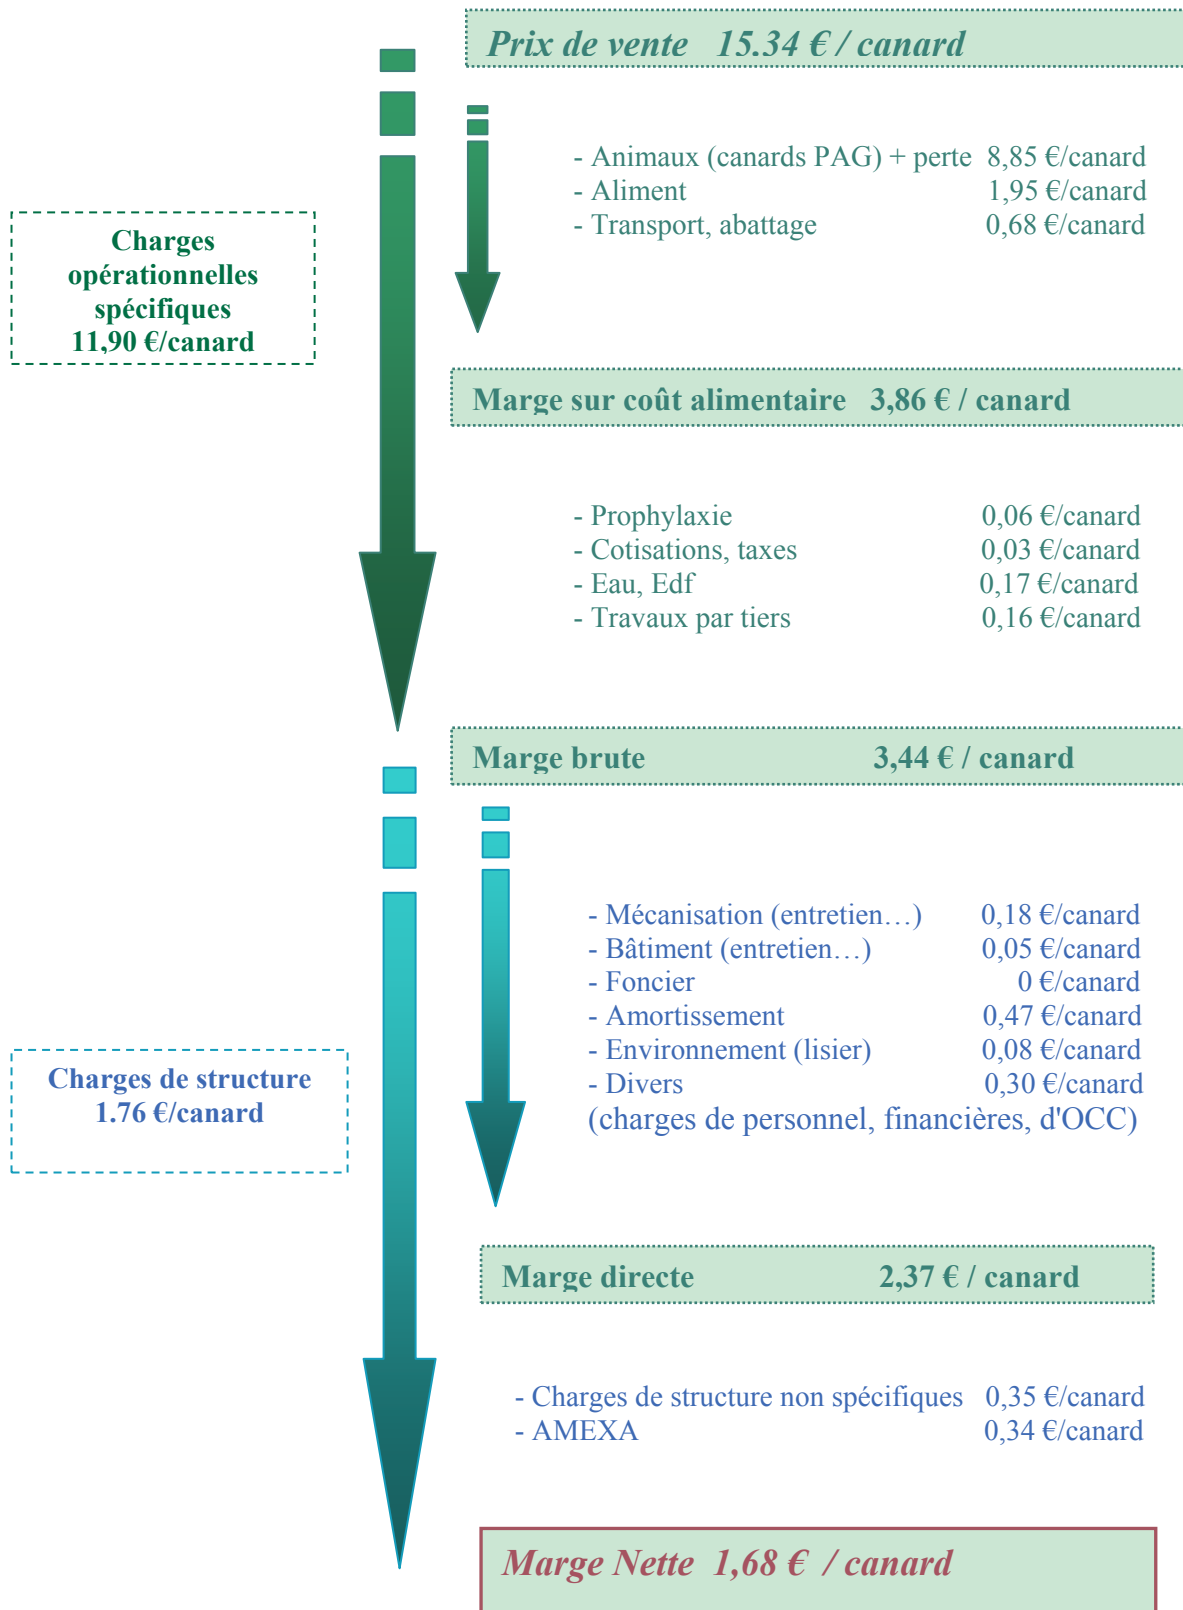 Prix de vente 15.34 € / canard
- Animaux (canards PAG) + perte 8,85 €/canard
- Aliment 1,95 €/canard
- Transport, abattage 0,68 €/canard
Charges
opérationnelles
spécifiques
11,90 €/canard
Marge sur coût alimentaire 3,86 € / canard
- Prophylaxie 0,06 €/canard
- Cotisations, taxes 0,03 €/canard
- Eau, Edf 0,17 €/canard
- Travaux par tiers 0,16 €/canard
Marge brute 3,44 € / canard
- Mécanisation (entretien…) 0,18 €/canard
- Bâtiment (entretien…) 0,05 €/canard
- Foncier 0 €/canard
- Amortissement 0,47 €/canard
- Environnement (lisier) 0,08 €/canard
- Divers 0,30 €/canard
(charges de personnel, financières, d'OCC)
Charges de structure
1.76 €/canard
Marge directe 2,37 € / canard
- Charges de structure non spécifiques 0,35 €/canard
- AMEXA 0,34 €/canard
Marge Nette 1,68 € / canard